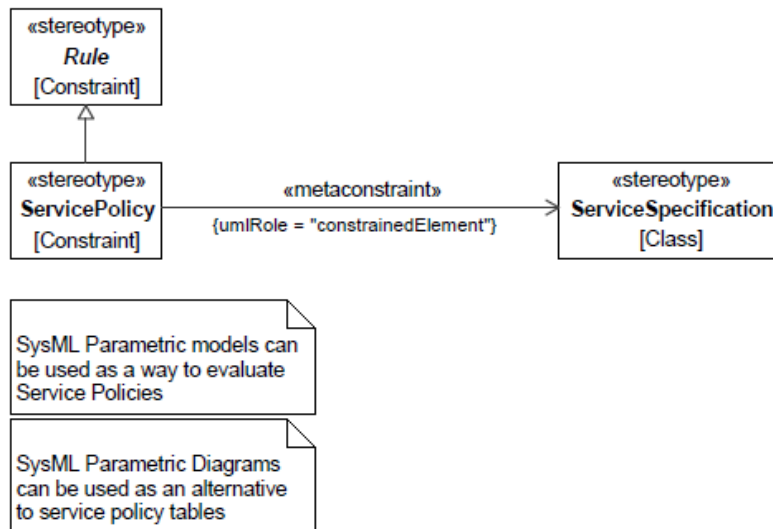 «stereotype»
Rule
[Constraint]
«stereotype»
ServicePolicy
[Constraint]
«metaconstraint»
{umlRole = "constrainedElement"}
«stereotype»
ServiceSpecification
[Class]
SysML Parametric models can
be used as a way to evaluate
Service Policies
SysML Parametric Diagrams
can be used as an alternative
to service policy tables